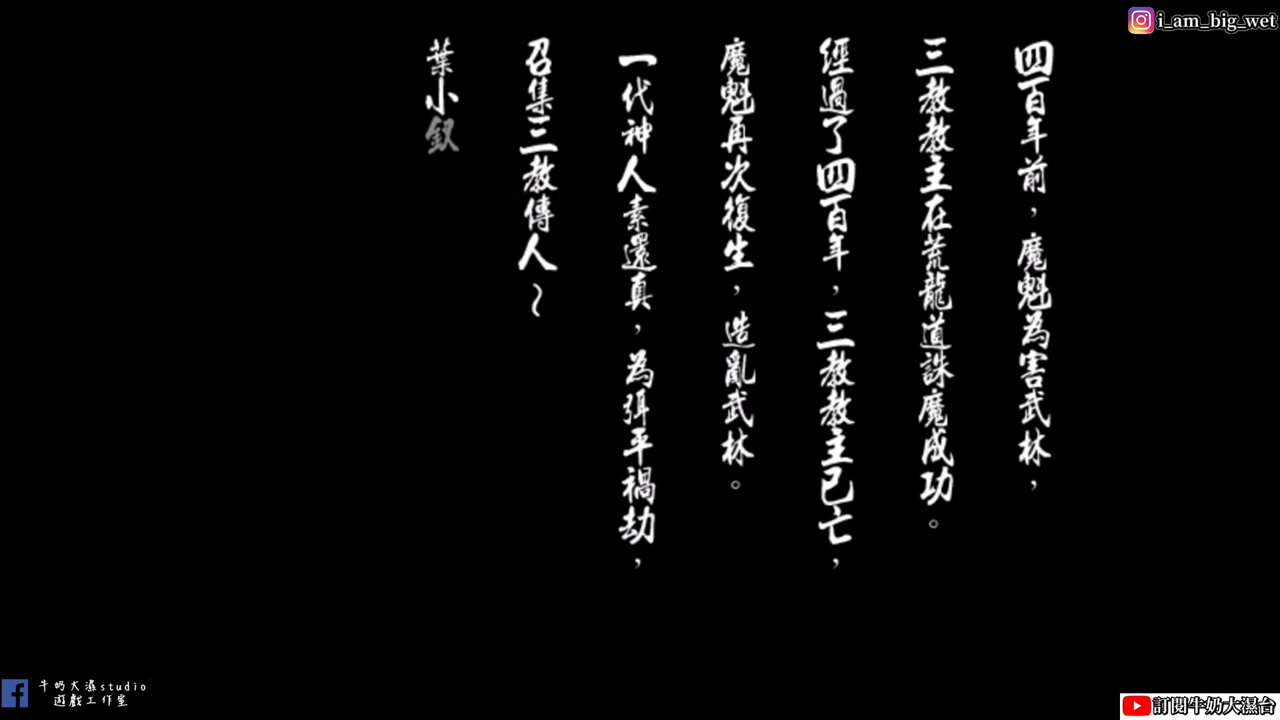 四百年前，魔魁為害武林，
三教教主在荒龍道誅魔成功。
經過了四百年，三教教主已亡，
魔魁再次復生，造亂武林。
一代神人素還真，為弭平禍劫，
召集三教傳人～
葉小釵
i_am_big_wet
牛奶大濕studio
遊戲工作室
訂閱牛奶大濕台